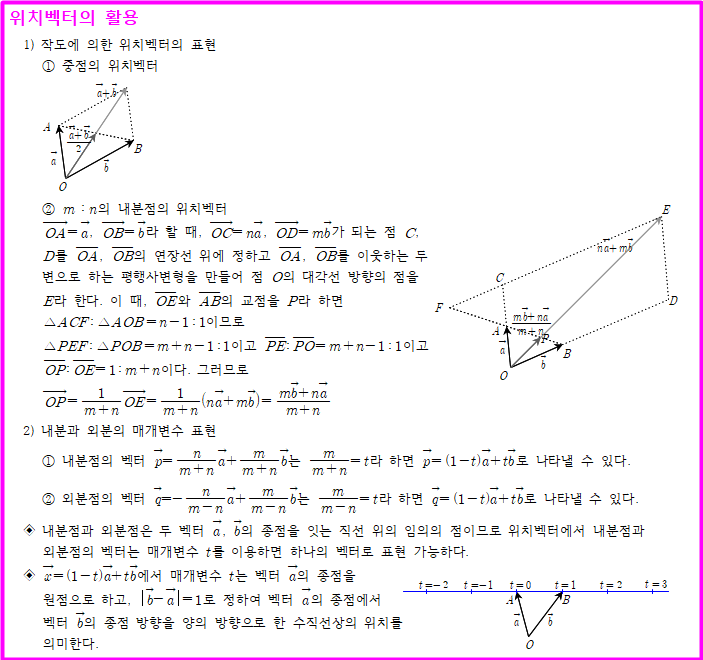 위치벡터의 활용
1) 작도에 의한 위치벡터의 표현
① 중점의 위치벡터
$\vec{a}+\vec{b}$
A
$\frac{\vec{a}+\vec{b}}{2}$
B
$\vec{a}$
$\vec{b}$
O
② m : n의 내분점의 위치벡터
$\overrightarrow{OA}=\vec{a}$, $\overrightarrow{OB}=\vec{b}$라 할 때, $\overrightarrow{OC}=n\vec{a}$, $\overrightarrow{OD}=m\vec{b}$가 되는 점 C,
D를 $\overline{OA}$, $\overline{OB}$의 연장선 위에 정하고 $\overline{OA}$, $\overline{OB}$를 이웃하는 두
변으로 하는 평행사변형을 만들어 점 O의 대각선 방향의 점을
E라 한다. 이 때, $\overline{OE}$와 $\overline{AB}$의 교점을 P라 하면
△ACF : △AOB = n-1 : 1이므로
△PEF : △POB = m+n-1 : 1이고 $\overline{PE}:\overline{PO}$ = m+n-1 : 1이고
$\overline{OP}:\overline{OE}$ = 1 : m+n이다. 그러므로
$\overrightarrow{OP}=\frac{1}{m+n}\overrightarrow{OE}=\frac{1}{m+n}(n\vec{a}+m\vec{b})=\frac{m\vec{b}+n\vec{a}}{m+n}$
E
$n\vec{a}+m\vec{b}$
C
D
F
$\frac{m\vec{b}+n\vec{a}}{m+n}$
A
P
B
$\vec{a}$
$\vec{b}$
O
2) 내분과 외분의 매개변수 표현
① 내분점의 벡터 $\vec{p}=\frac{n}{m+n}\vec{a}+\frac{m}{m+n}\vec{b}$는 $\frac{m}{m+n}=t$라 하면 $\vec{p}=(1-t)\vec{a}+t\vec{b}$로 나타낼 수 있다.
② 외분점의 벡터 $\vec{q}=-\frac{n}{m-n}\vec{a}+\frac{m}{m-n}\vec{b}$는 $\frac{m}{m-n}=t$라 하면 $\vec{q}=(1-t)\vec{a}+t\vec{b}$로 나타낼 수 있다.
◈ 내분점과 외분점은 두 벡터 $\vec{a}$, $\vec{b}$의 종점을 잇는 직선 위의 임의의 점이므로 위치벡터에서 내분점과
외분점의 벡터는 매개변수 t를 이용하면 하나의 벡터로 표현 가능하다.
◈ $\vec{x}=(1-t)\vec{a}+t\vec{b}$에서 매개변수 t는 벡터 $\vec{a}$의 종점을
원점으로 하고, $|\vec{b}-\vec{a}|=1$로 정하여 벡터 $\vec{a}$의 종점에서
벡터 $\vec{b}$의 종점 방향을 양의 방향으로 한 수직선상의 위치를
의미한다.
t=-2 t=-1 t=0 t=1 t=2 t=3
A B
$\vec{a}$ $\vec{b}$
O